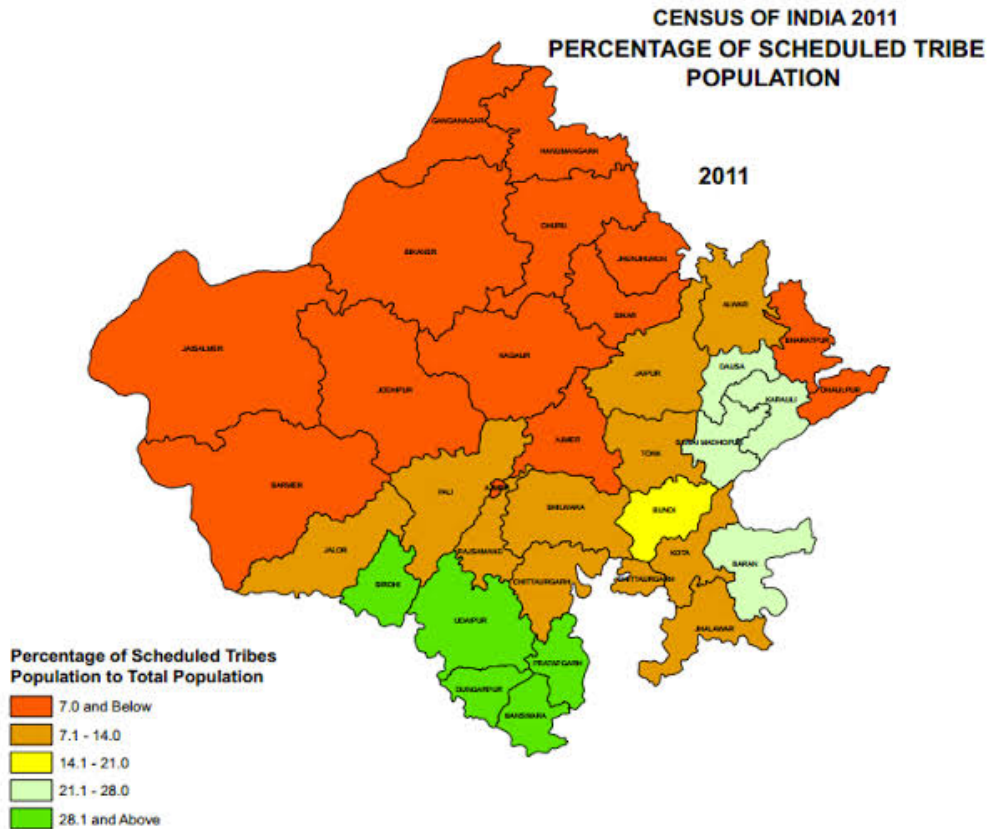 CENSUS OF INDIA 2011
PERCENTAGE OF SCHEDULED TRIBE
POPULATION
2011
GANGANAGAR
HANUMANGARH
CHURU
BIKANER
JHUNJHUNUN
ALWAR
SIKAR
BHARATPUR
JAISALMER
NAGAUR
DAUSA
JAIPUR
JODHPUR
DHAULPUR
KARAULI
AJMER
SAWAI MADHOPUR
TONK
BARMER
PALI
AJMER
BHILWARA
BUNDI
JALOR
RAJSAMAND
KOTA
BARAN
SIROHI
CHITTAURGARH
CHITTAURGARH
UDAIPUR
JHALAWAR
PRATAPGARH
DUNGARPUR
BANSWARA
Percentage of Scheduled Tribes
Population to Total Population
7.0 and Below
7.1 - 14.0
14.1 - 21.0
21.1 - 28.0
28.1 and Above